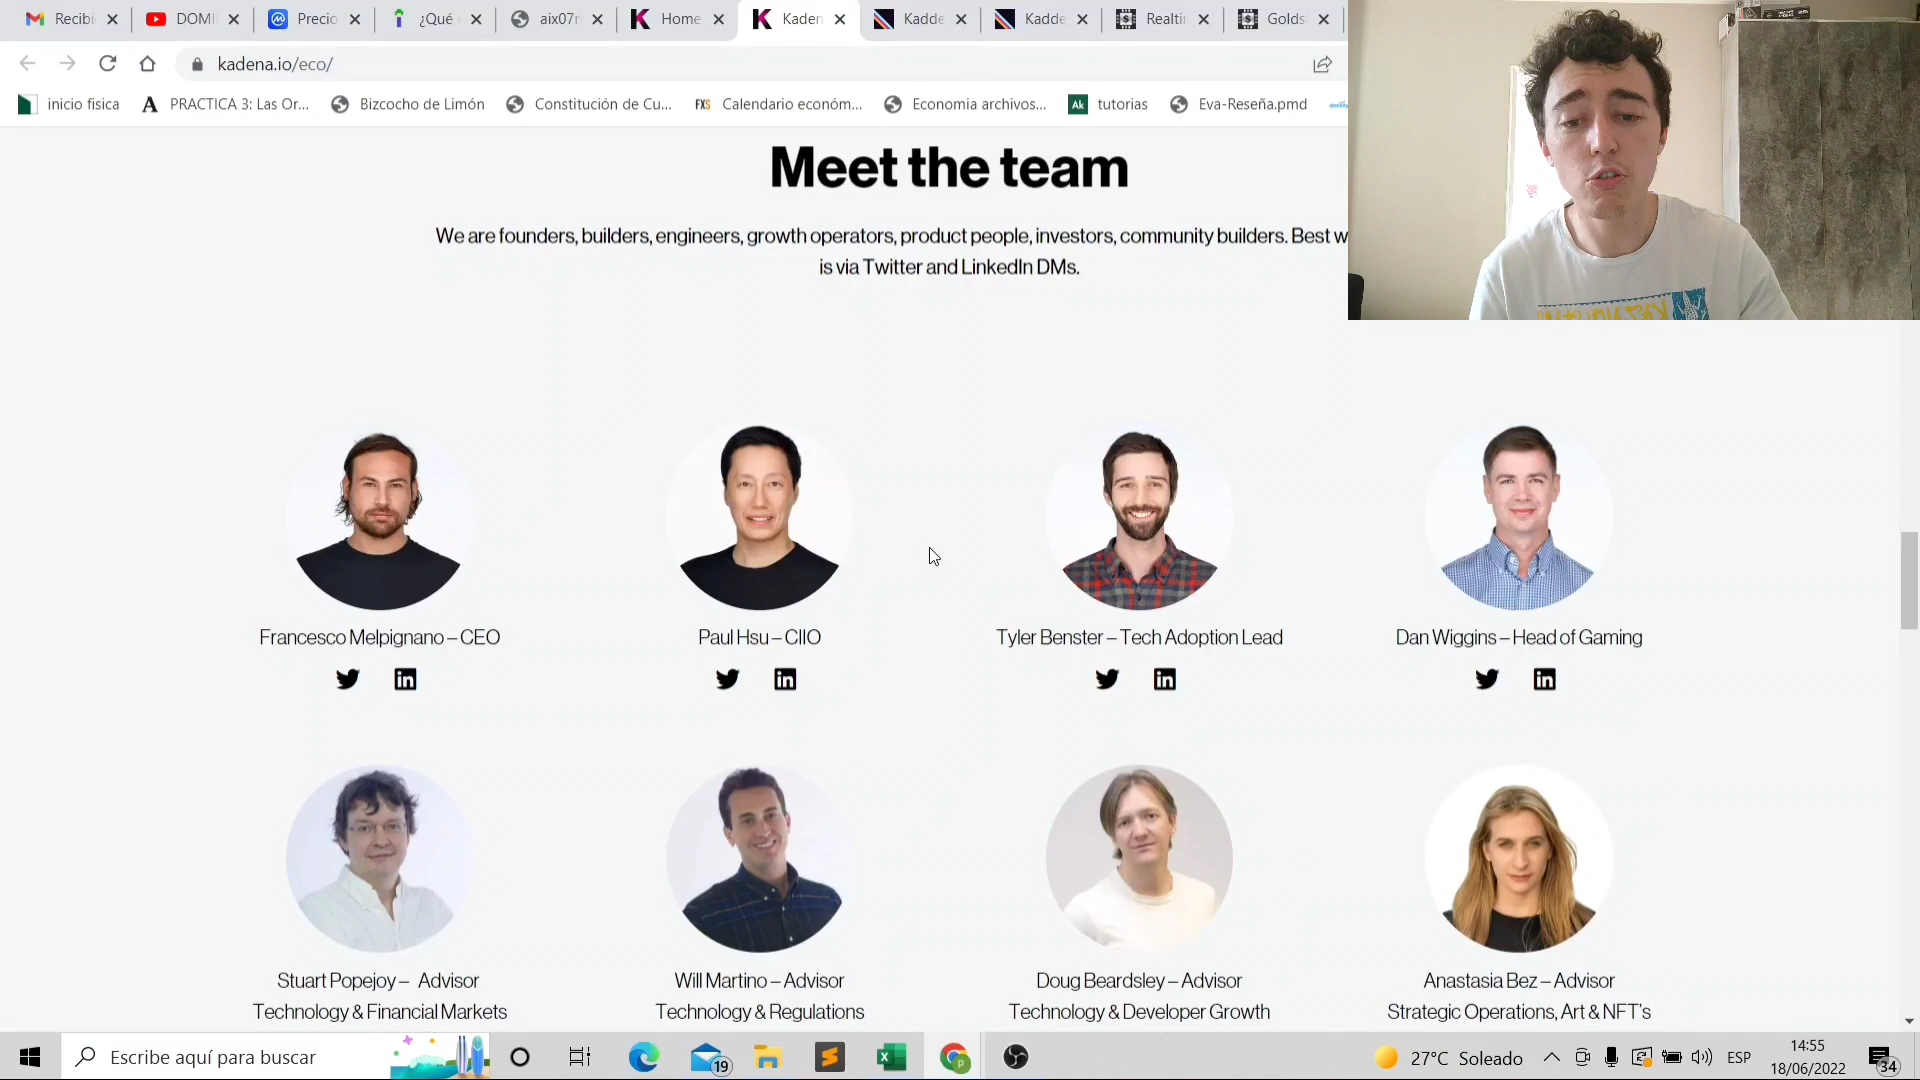 Recibi
DOMI
Precio
¿Qué
aix07r
Home
Kaden
Kadde
Kadde
Realtir
Golds
kadena.io/eco/
inicio fisica
PRACTICA 3: Las Or...
Bizcocho de Limón
Constitución de Cu...
FXS Calendario económ...
Economia archivos...
Ak tutorias
Eva-Reseña.pmd
Meet the team
We are founders, builders, engineers, growth operators, product people, investors, community builders. Best w
is via Twitter and LinkedIn DMs.
Francesco Melpignano – CEO
Paul Hsu – CIIO
Tyler Benster – Tech Adoption Lead
Dan Wiggins – Head of Gaming
Stuart Popejoy – Advisor
Technology & Financial Markets
Will Martino – Advisor
Technology & Regulations
Doug Beardsley – Advisor
Technology & Developer Growth
Anastasia Bez – Advisor
Strategic Operations, Art & NFT's
Escribe aquí para buscar
19
27°C Soleado
ESP
14:55
18/06/2022
34